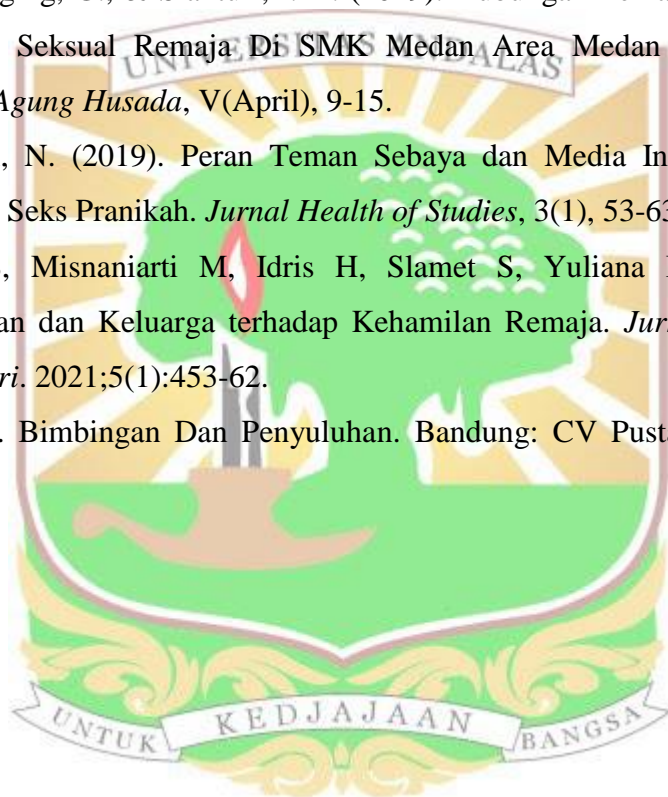 Seksual Remaja Di SMK Medan Area Medan
Agung Husada, V(April), 9-15.
, N. (2019). Peran Teman Sebaya dan Media In
Seks Pranikah. Jurnal Health of Studies, 3(1), 53-63
, Misnaniarti M, Idris H, Slamet S, Yuliana
an dan Keluarga terhadap Kehamilan Remaja. Jur
ri. 2021;5(1):453-62.
. Bimbingan Dan Penyuluhan. Bandung: CV Pust
UNIVERSITAS ANDALAS
UNTUK KEDJAJAAN BANGSA